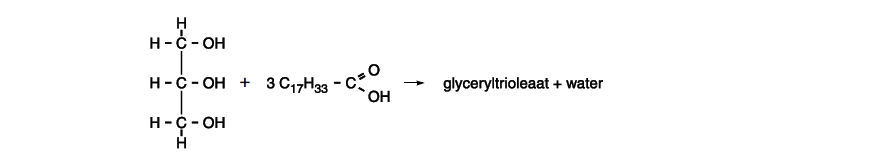 H
H - C - OH
H - C - OH + 3 C₁₇H₃₃ - C O OH → glyceryltrioleaat + water
H - C - OH
H